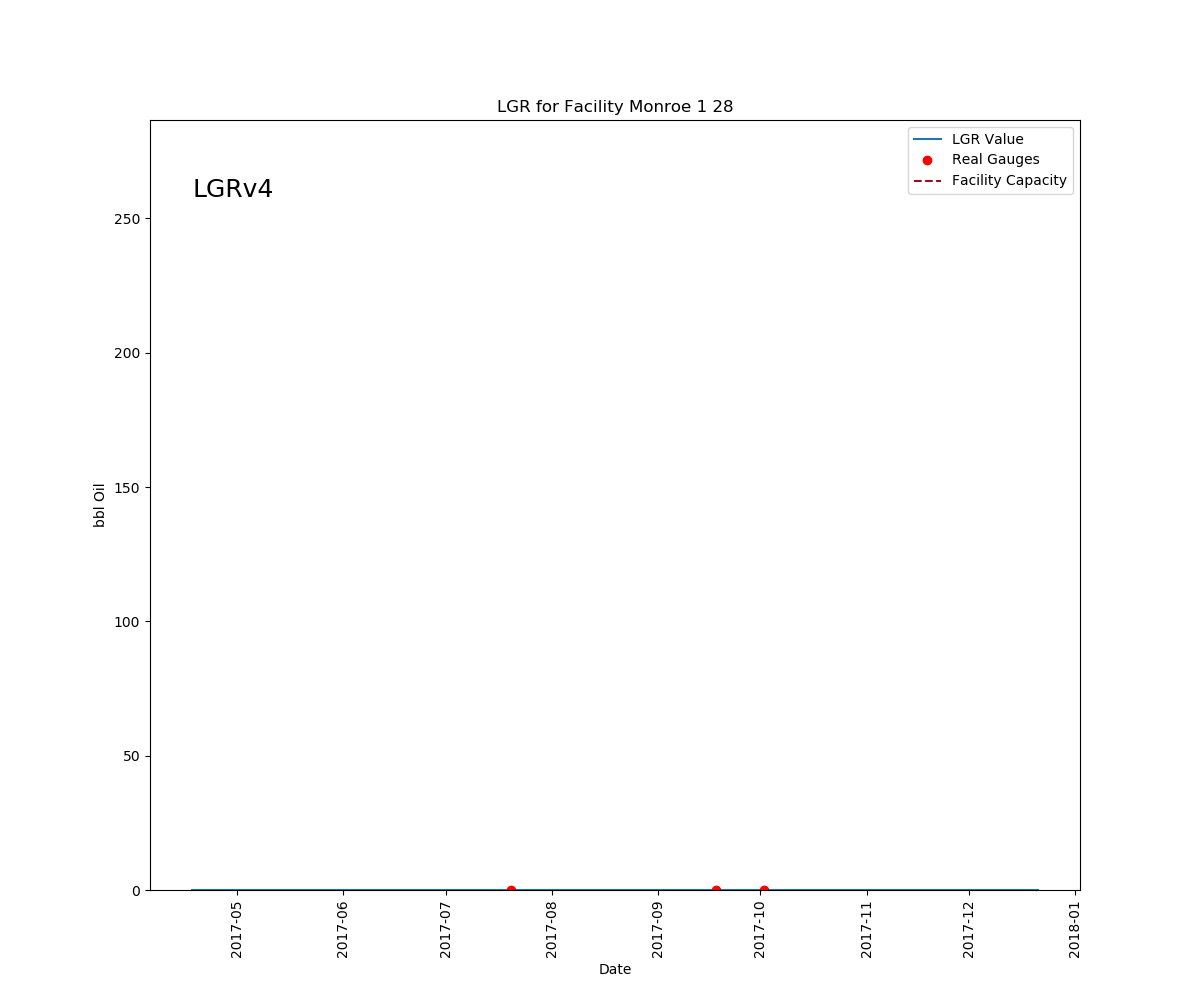 LGR for Facility Monroe 1 28
LGR Value
Real Gauges
Facility Capacity
LGRv4
250
200
150
100
50
0
bbl Oil
2017-05
2017-06
2017-07
2017-08
2017-09
2017-10
2017-11
2017-12
2018-01
Date